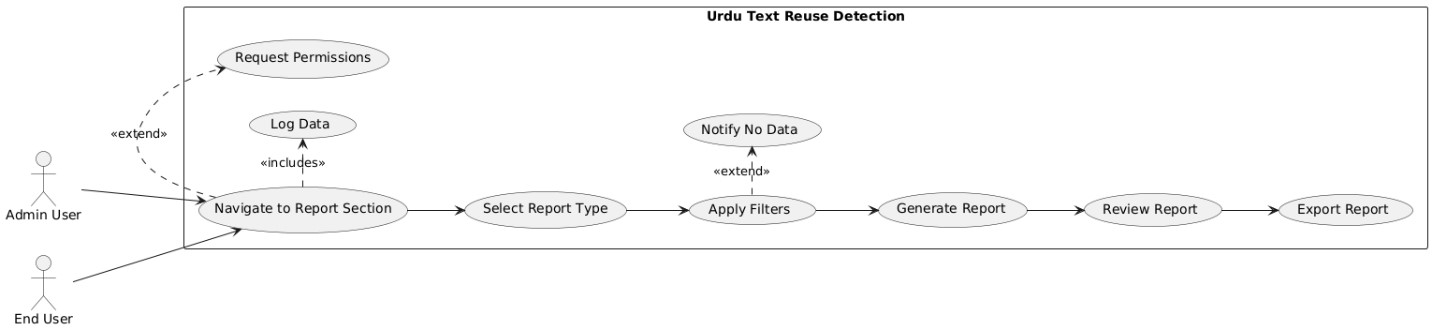 Urdu Text Reuse Detection
Request Permissions
«extend»
Log Data
Notify No Data
«includes»
«extend»
Admin User
Navigate to Report Section
Select Report Type
Apply Filters
Generate Report
Review Report
Export Report
End User